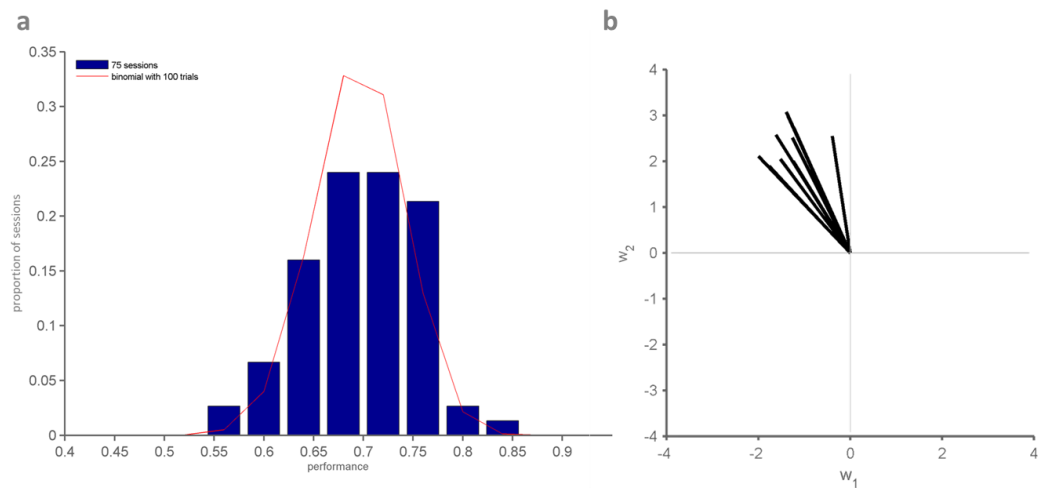 a
0.35
0.3
0.25
0.2
0.15
0.1
0.05
0
proportion of sessions
75 sessions
binomial with 100 trials
0.4 0.45 0.5 0.55 0.6 0.65 0.7 0.75 0.8 0.85 0.9
performance
b
4
3
2
1
0
-1
-2
-3
-4
w2
-4 -2 0 2 4
w1